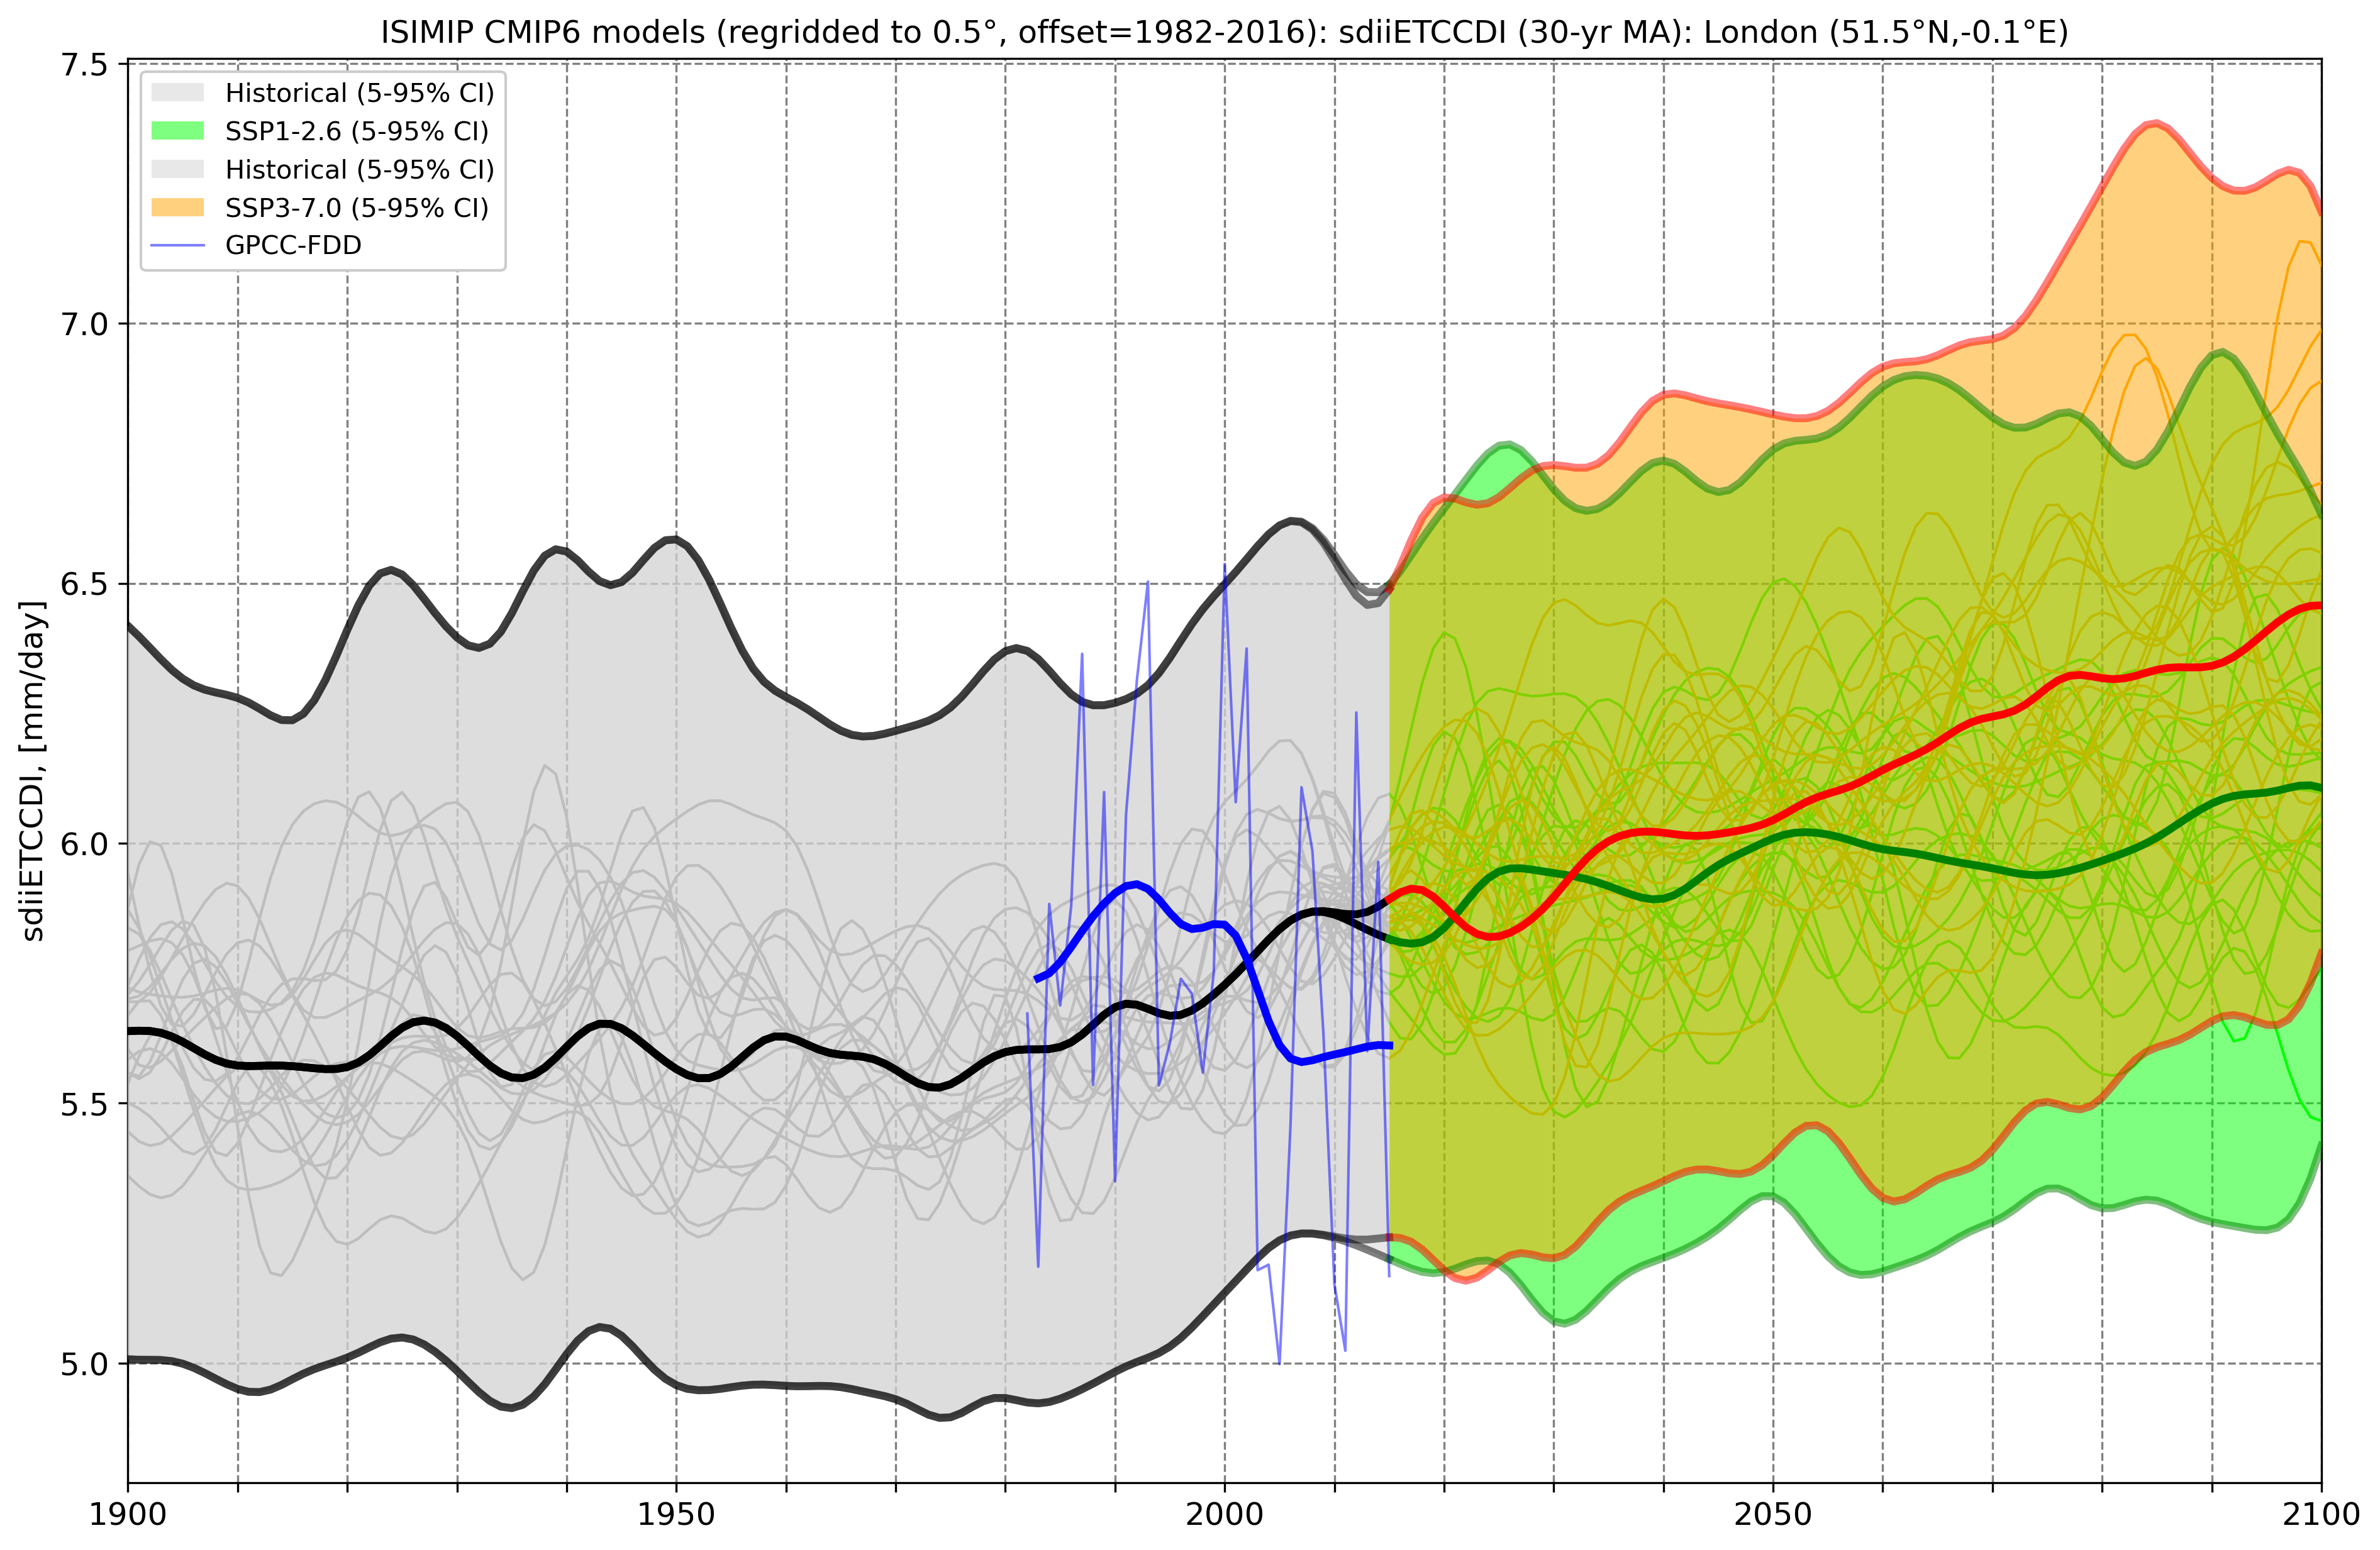 ISIMIP CMIP6 models (regridded to 0.5°, offset=1982-2016): sdiiETCCDI (30-yr MA): London (51.5°N,-0.1°E)
Historical (5-95% CI)
SSP1-2.6 (5-95% CI)
Historical (5-95% CI)
SSP3-7.0 (5-95% CI)
GPCC-FDD
sdiiETCCDI, [mm/day]
7.5
7.0
6.5
6.0
5.5
5.0
1900
1950
2000
2050
2100